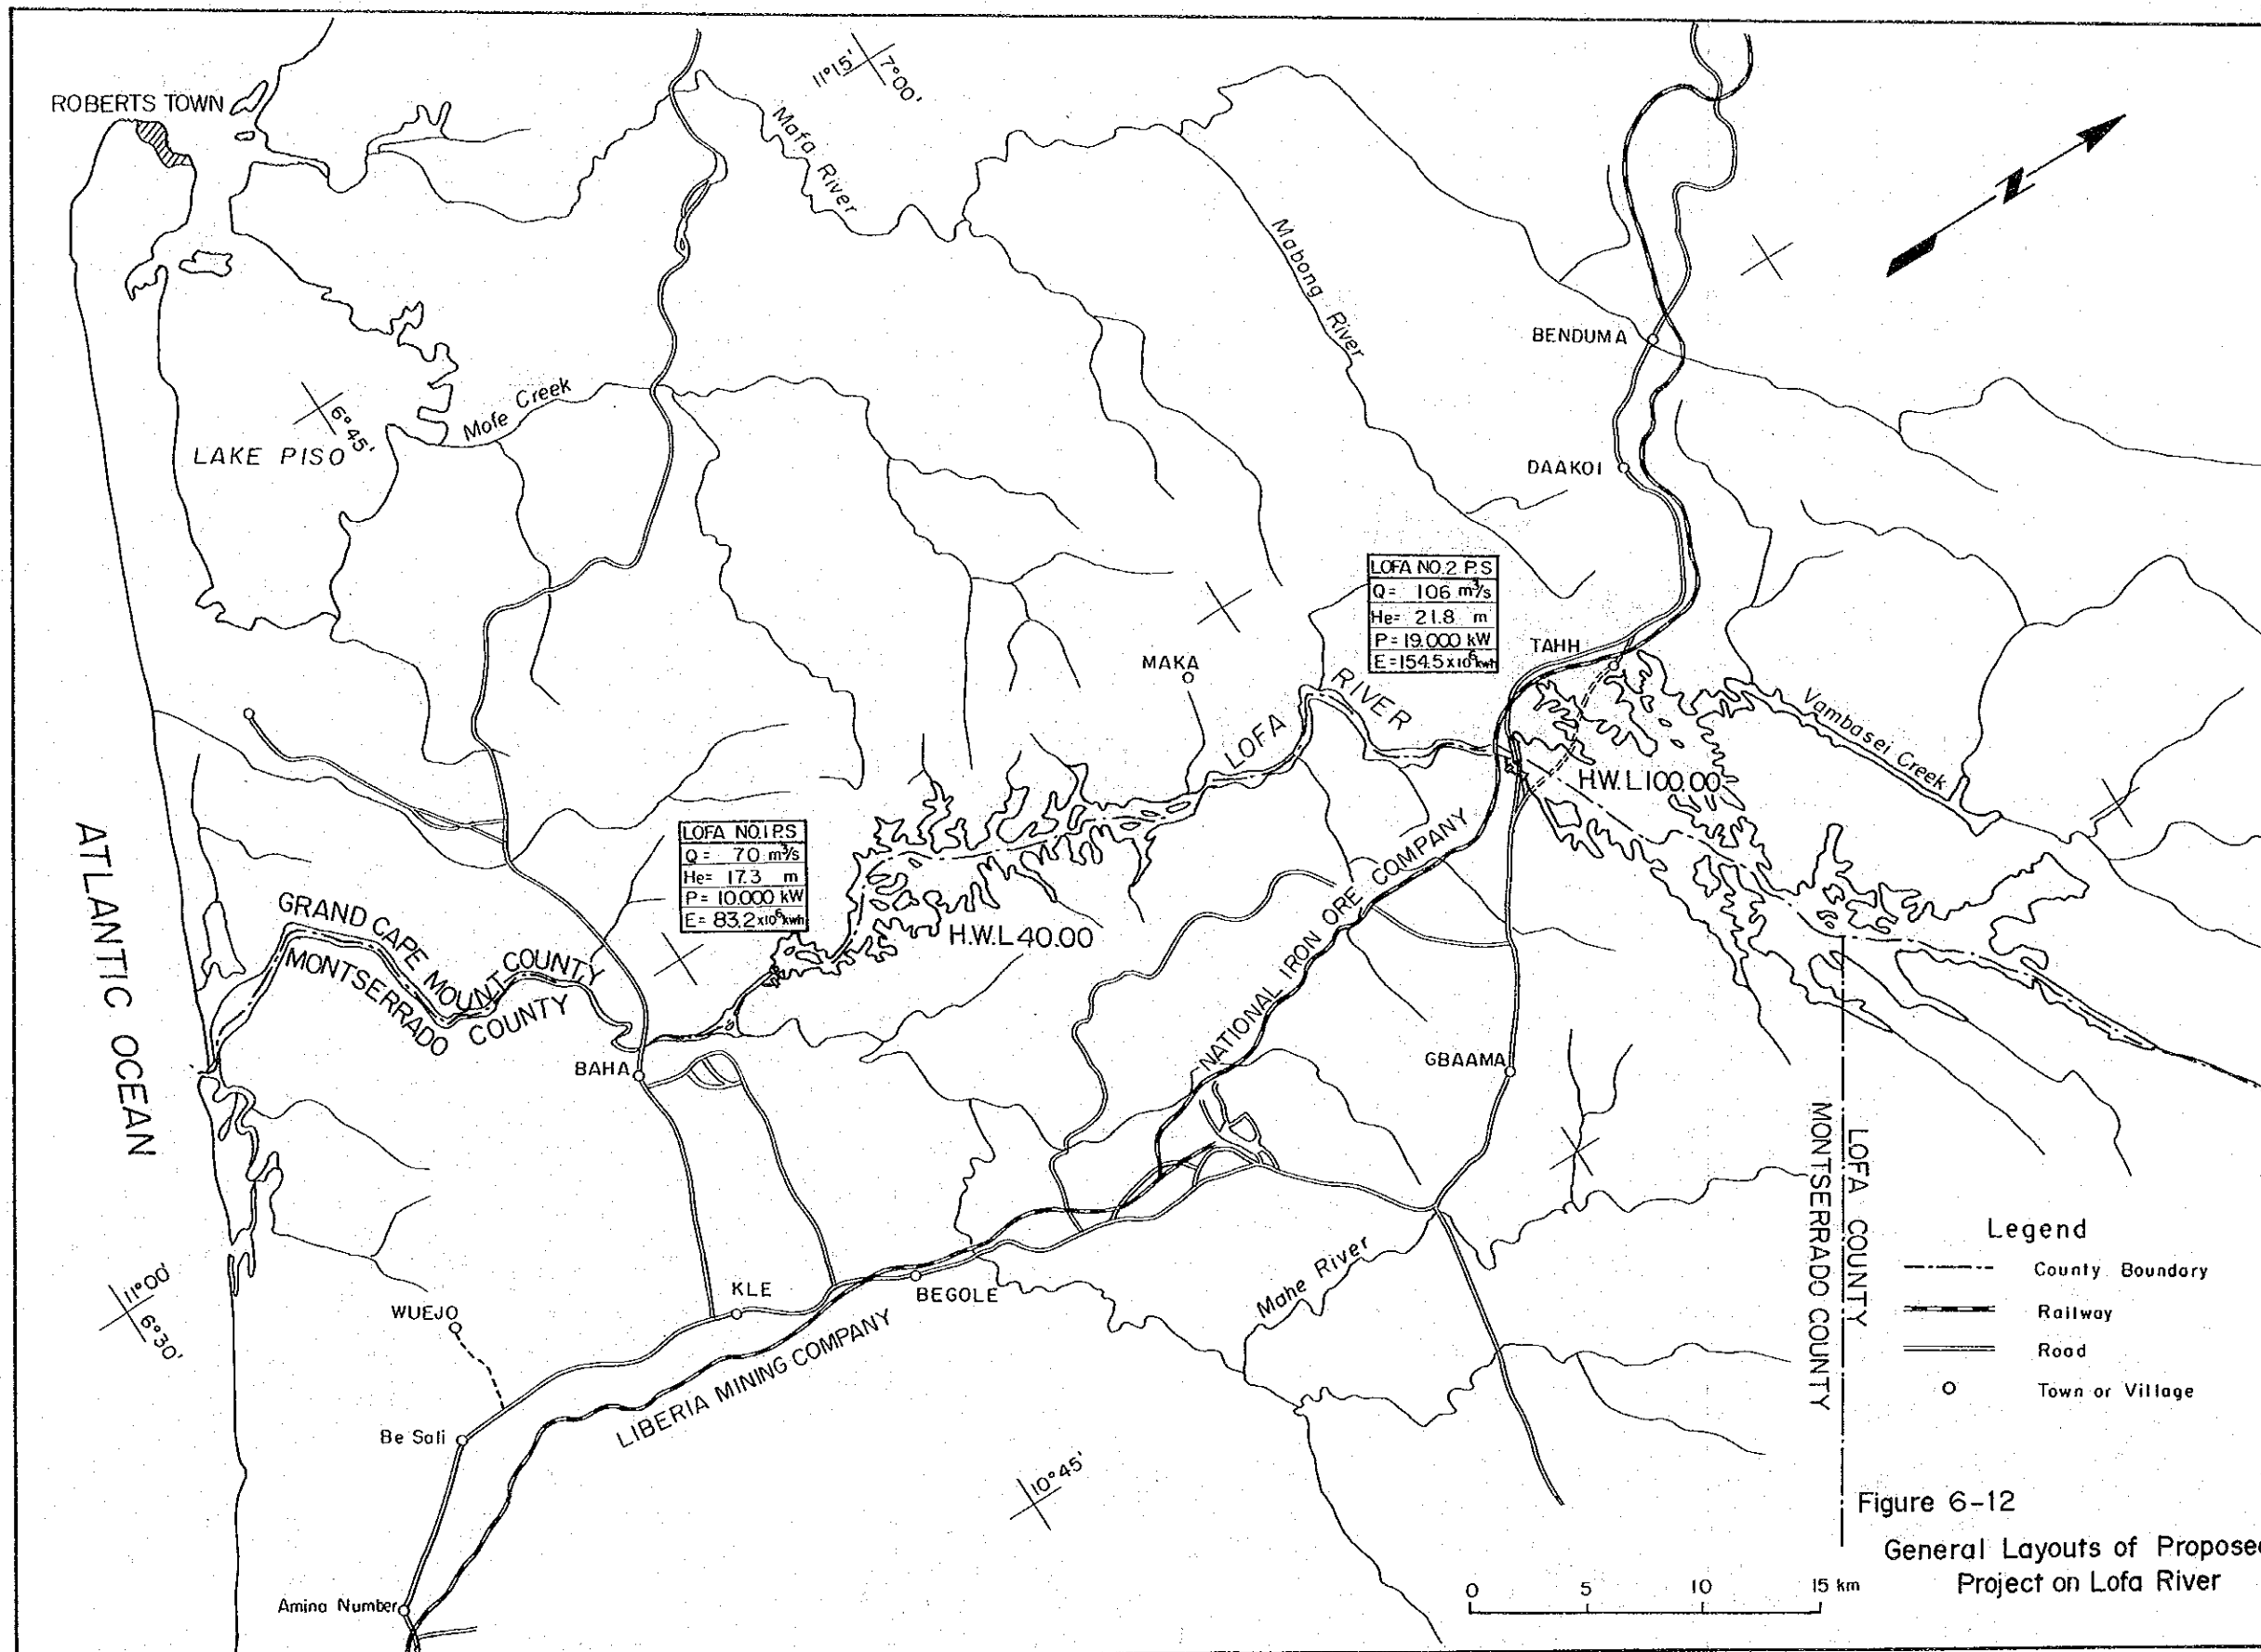 ROBERTS TOWN
11°15'
7°00'
Mafa River
Mabong River
N
BENDUMA
Mofe Creek
6°45'
LAKE PISO
DAAKOI
LOFA NO.2 P.S
Q= 106 m³/s
He= 21.8 m
P= 19.000 kW
E=154.5x10⁶kwh
TAHH
MAKA
LOFA RIVER
Vambasei Creek
H.W.L100.00
LOFA NO.1 P.S
Q= 70 m³/s
He= 17.3 m
P= 10.000 kW
E= 83.2x10⁶kwh
ATLANTIC OCEAN
GRAND CAPE MOUNT COUNTY
MONTSERRADO COUNTY
H.W.L40.00
NATIONAL IRON ORE COMPANY
BAHA
GBAAMA
LOFA COUNTY
MONTSERRADO COUNTY
11°00'
6°30'
WUEJO
KLE
BEGOLE
Mahe River
LIBERIA MINING COMPANY
Be Sali
10°45'
Amina Number
Legend
County Boundary
Railway
Road
Town or Village
0 5 10 15 km
Figure 6-12
General Layouts of Propose
Project on Lofa River